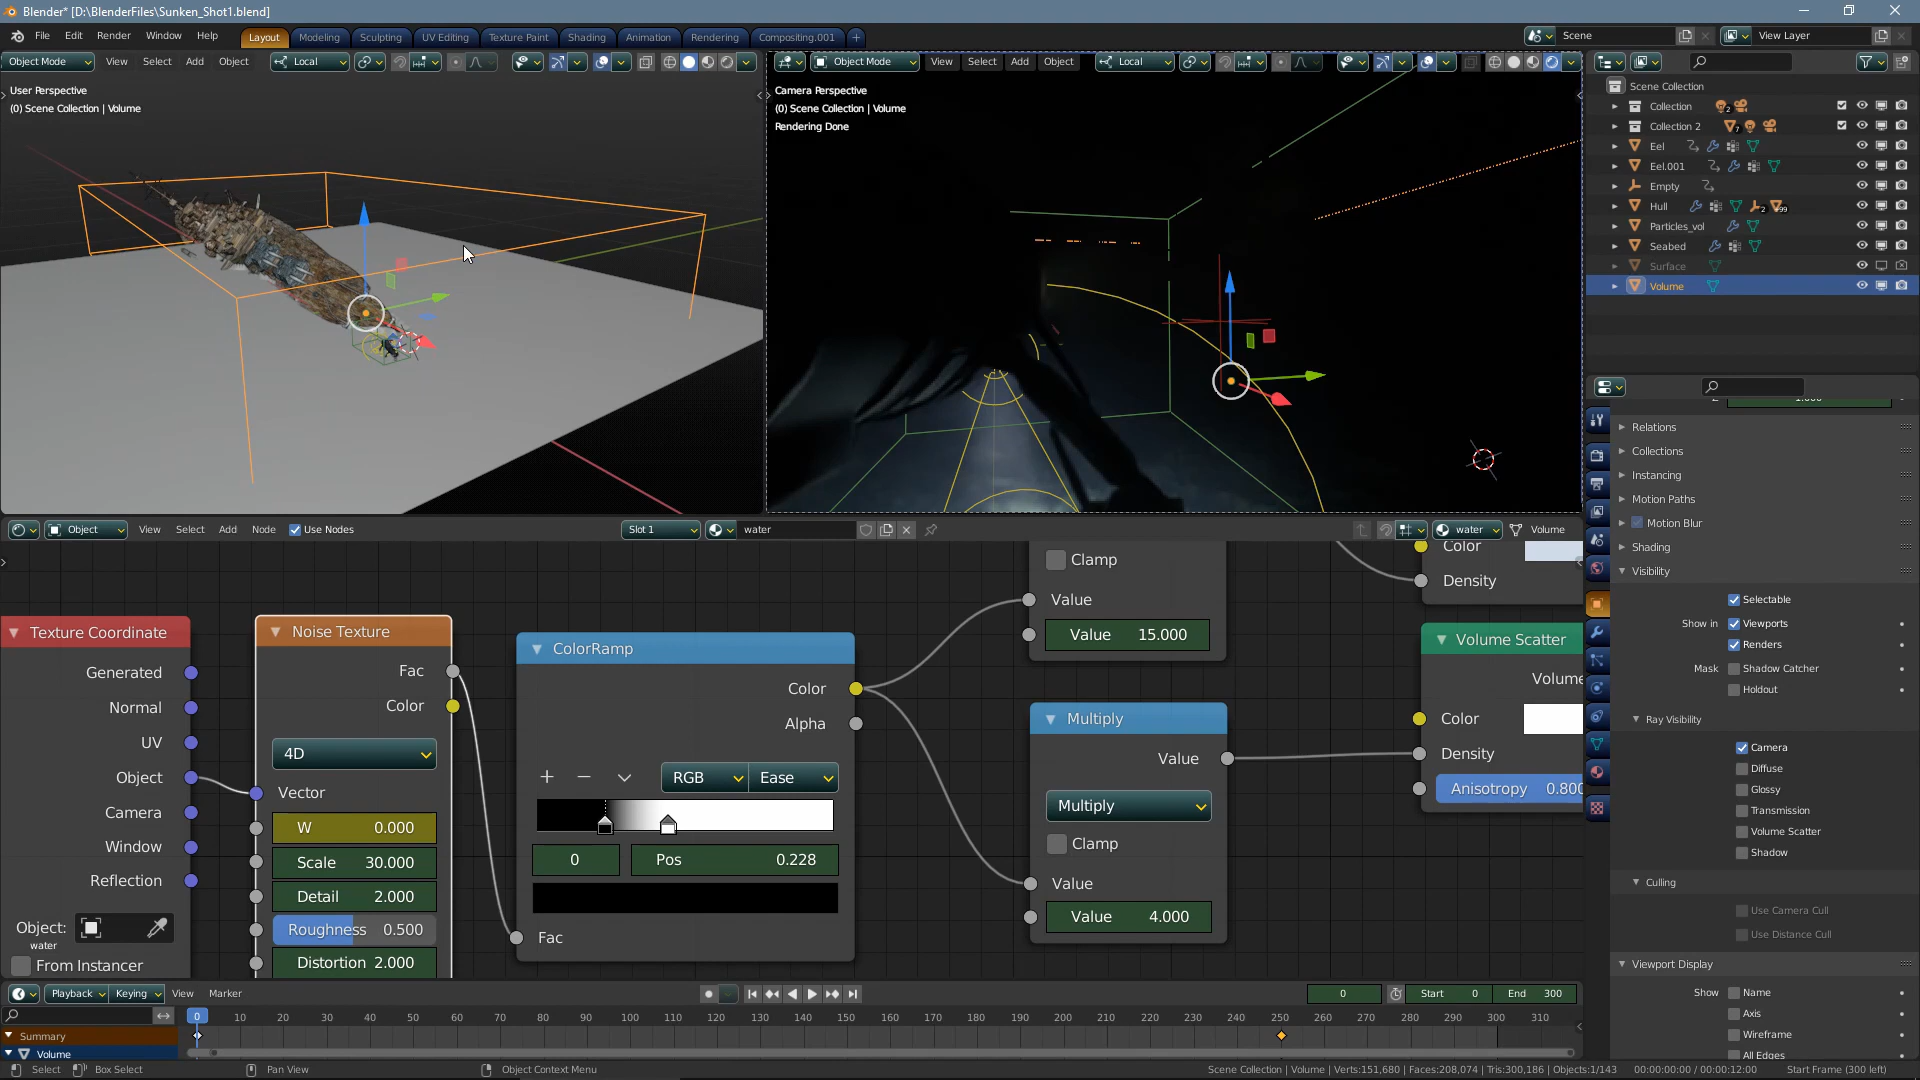 Blender* [D:\BlenderFiles\Sunken_Shot1.blend]
File Edit Render Window Help Layout Modeling Sculpting UV Editing Texture Paint Shading Animation Rendering Compositing.001 + Scene View Layer
Object Mode View Select Add Object Local
User Perspective
(0) Scene Collection | Volume
Object Mode View Select Add Object Local
Camera Perspective
(0) Scene Collection | Volume
Rendering Done
Scene Collection
Collection 2
Collection 2 7
Eel
Eel.001
Empty
Hull 2 +99
Particles_vol
Seabed
Surface
Volume
Relations
Collections
Instancing
Motion Paths
Motion Blur
Shading
Visibility
Selectable
Show in Viewports
Renders
Mask Shadow Catcher
Holdout
Ray Visibility
Camera
Diffuse
Glossy
Transmission
Volume Scatter
Shadow
Culling
Use Camera Cull
Use Distance Cull
Viewport Display
Show Name
Axis
Wireframe
All Edges
Object View Select Add Node Use Nodes Slot 1 water water Volume
Texture Coordinate
Generated
Normal
UV
Object
Camera
Window
Reflection
Object:
water
From Instancer
Noise Texture
Fac
Color
4D
Vector
W 0.000
Scale 30.000
Detail 2.000
Roughness 0.500
Distortion 2.000
ColorRamp
Color
Alpha
RGB Ease
0 Pos 0.228
Fac
Clamp
Value
Value 15.000
Multiply
Value
Multiply
Clamp
Value
Value 4.000
Color
Density
Volume Scatter
Volume
Color
Density
Anisotropy 0.800
Playback Keying View Marker 0 Start 0 End 300
0 10 20 30 40 50 60 70 80 90 100 110 120 130 140 150 160 170 180 190 200 210 220 230 240 250 260 270 280 290 300 310
Summary
Volume
Select Box Select Pan View Object Context Menu Scene Collection | Volume | Verts:151,680 | Faces:208,074 | Tris:300,186 | Objects:1/143 00:00:00:00 / 00:00:12:00 Start Frame (300 left)